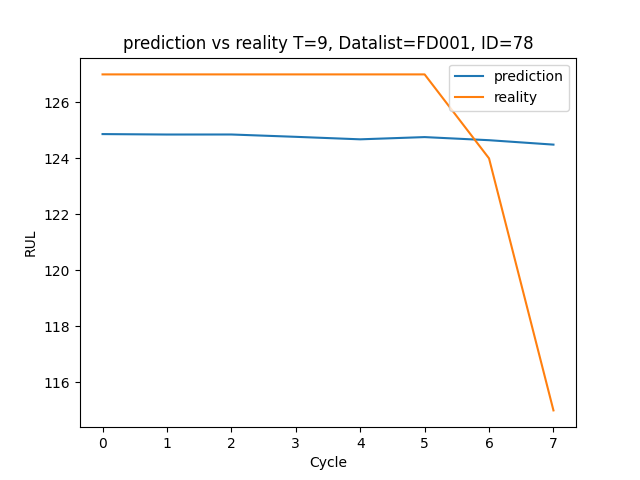 prediction vs reality T=9, Datalist=FD001, ID=78
prediction
reality
126
124
122
120
118
116
RUL
0 1 2 3 4 5 6 7
Cycle